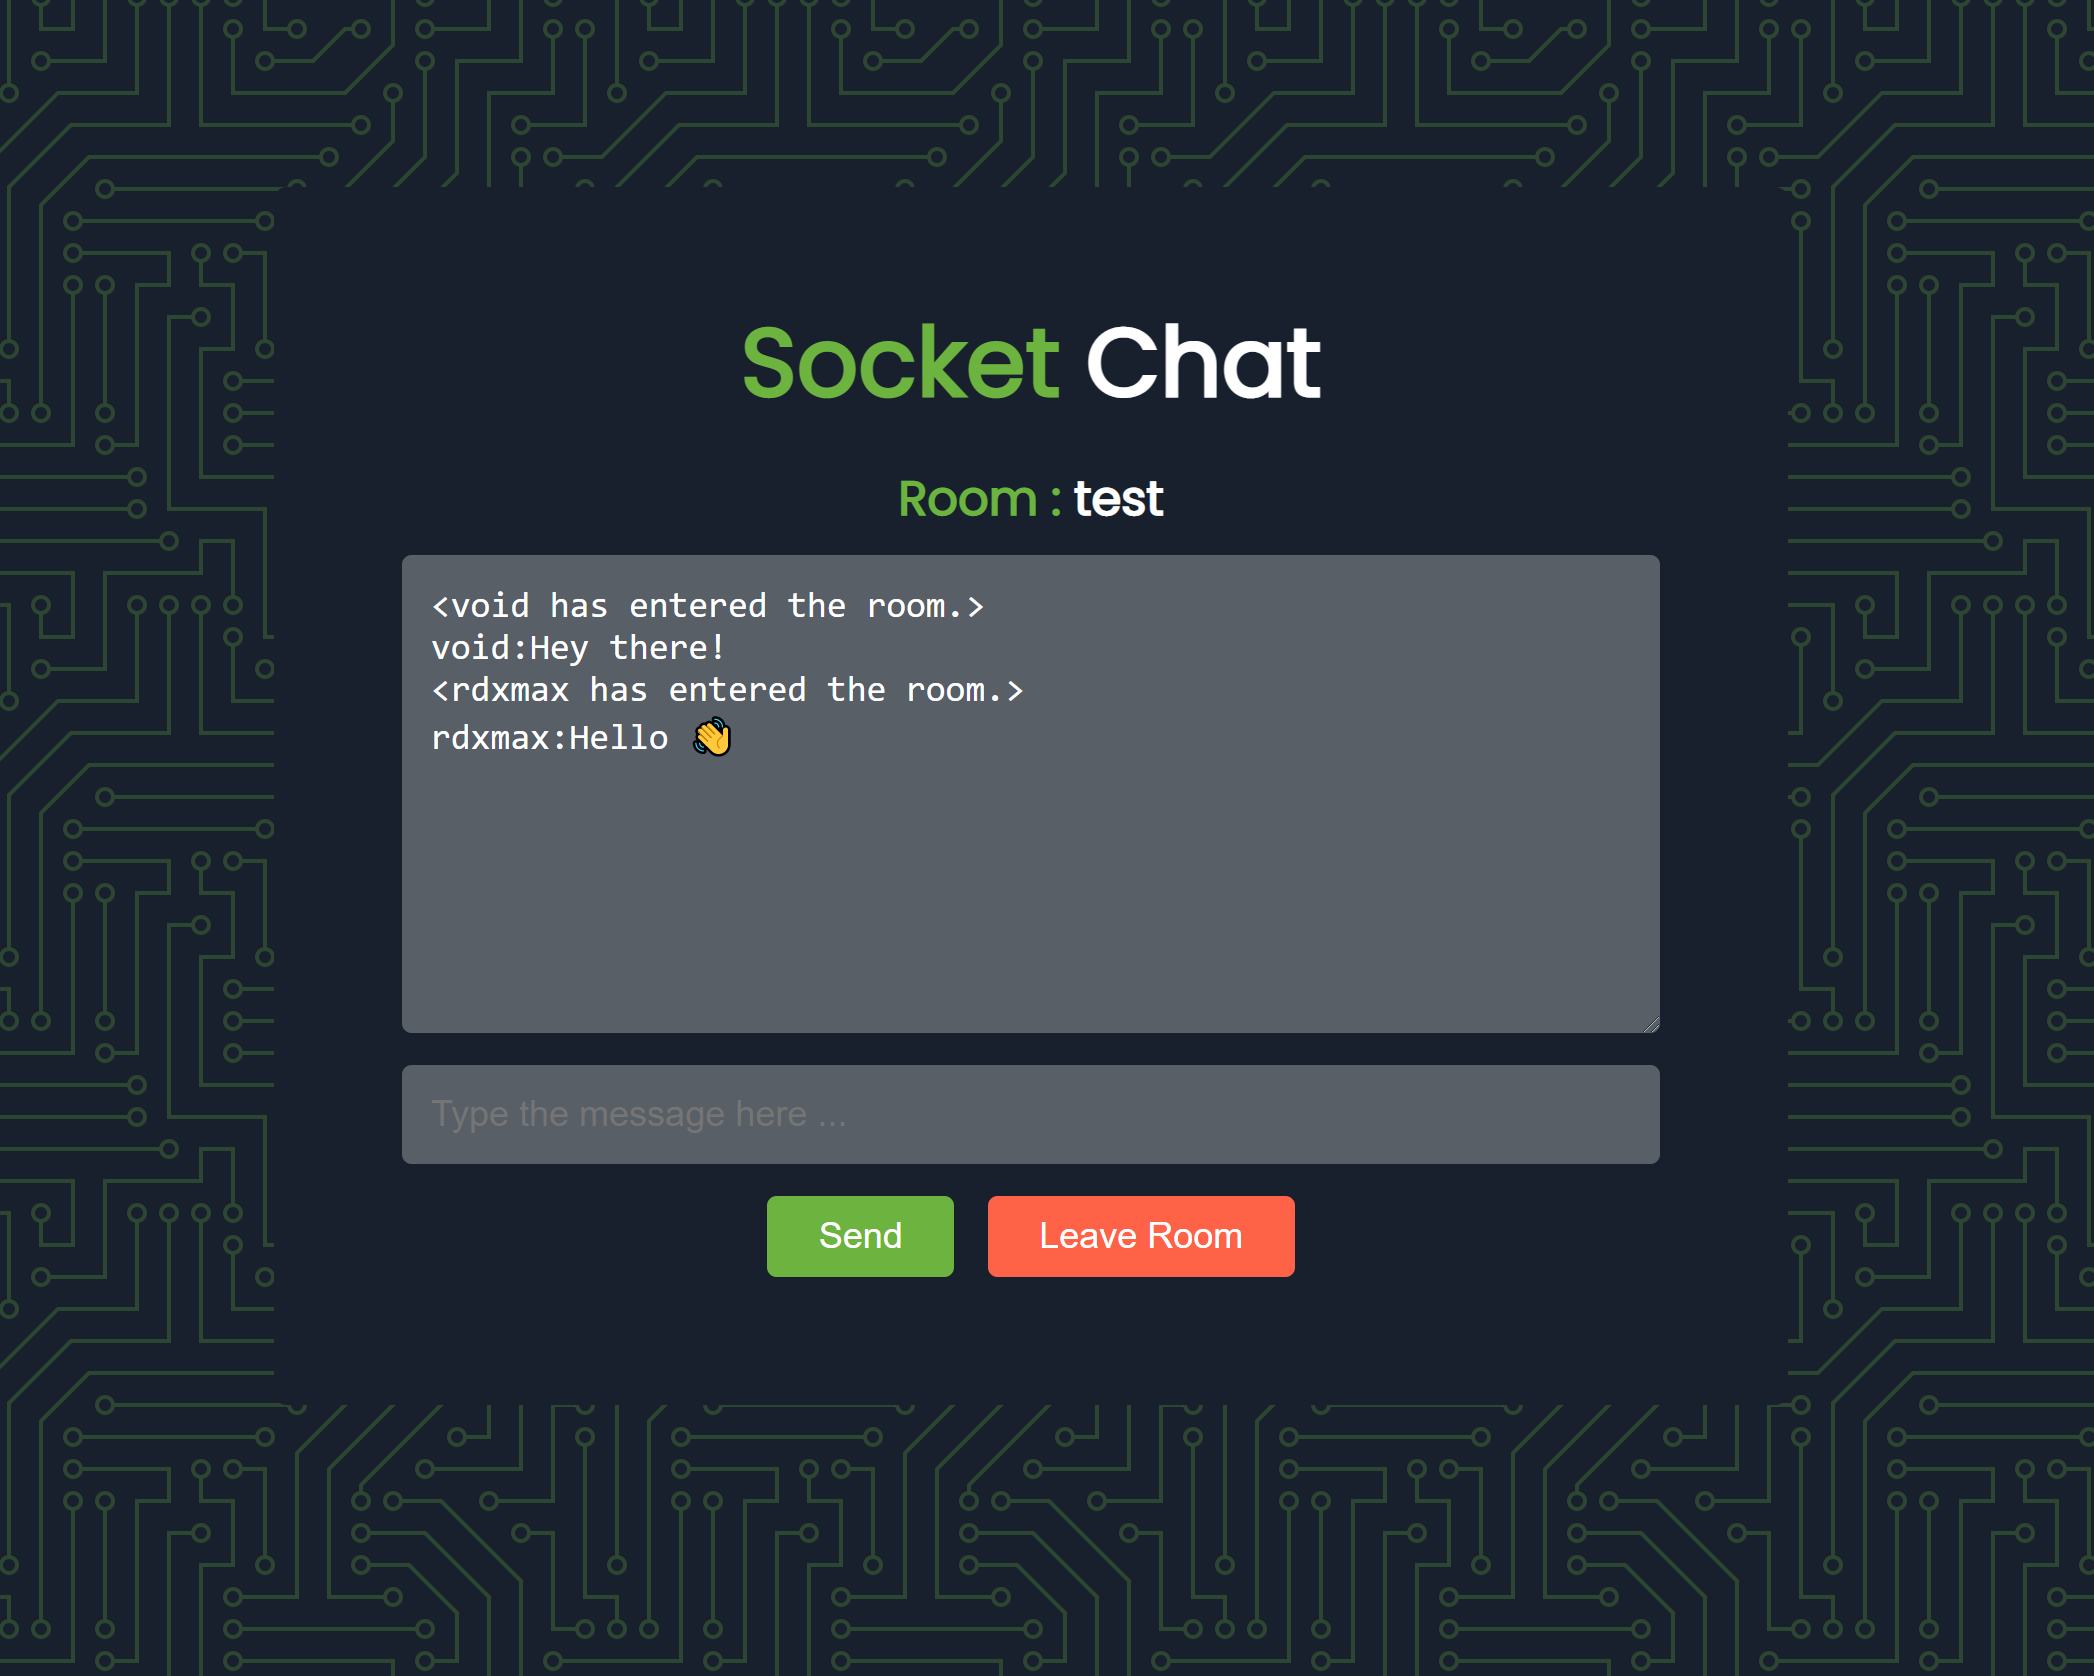 Socket Chat
Room : test
<void has entered the room.>
void:Hey there!
<rdxmax has entered the room.>
rdxmax:Hello 👋
Type the message here ...
Send
Leave Room